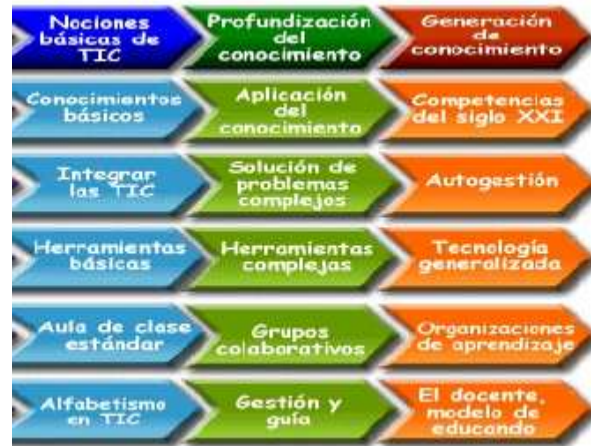 Nociones
básicas de
TIC
Profundización
del
conocimiento
Generación
de
conocimiento
Conocimientos
básicos
Aplicación
del
conocimiento
Competencias
del siglo XXI
Integrar
las TIC
Solución de
problemas
complejos
Autogestión
Herramientas
básicas
Herramientas
complejas
Tecnología
generalizada
Aula de clase
estándar
Grupos
colaborativos
Organizaciones
de aprendizaje
Alfabetismo
en TIC
Gestión y
guía
El docente,
modelo de
educando